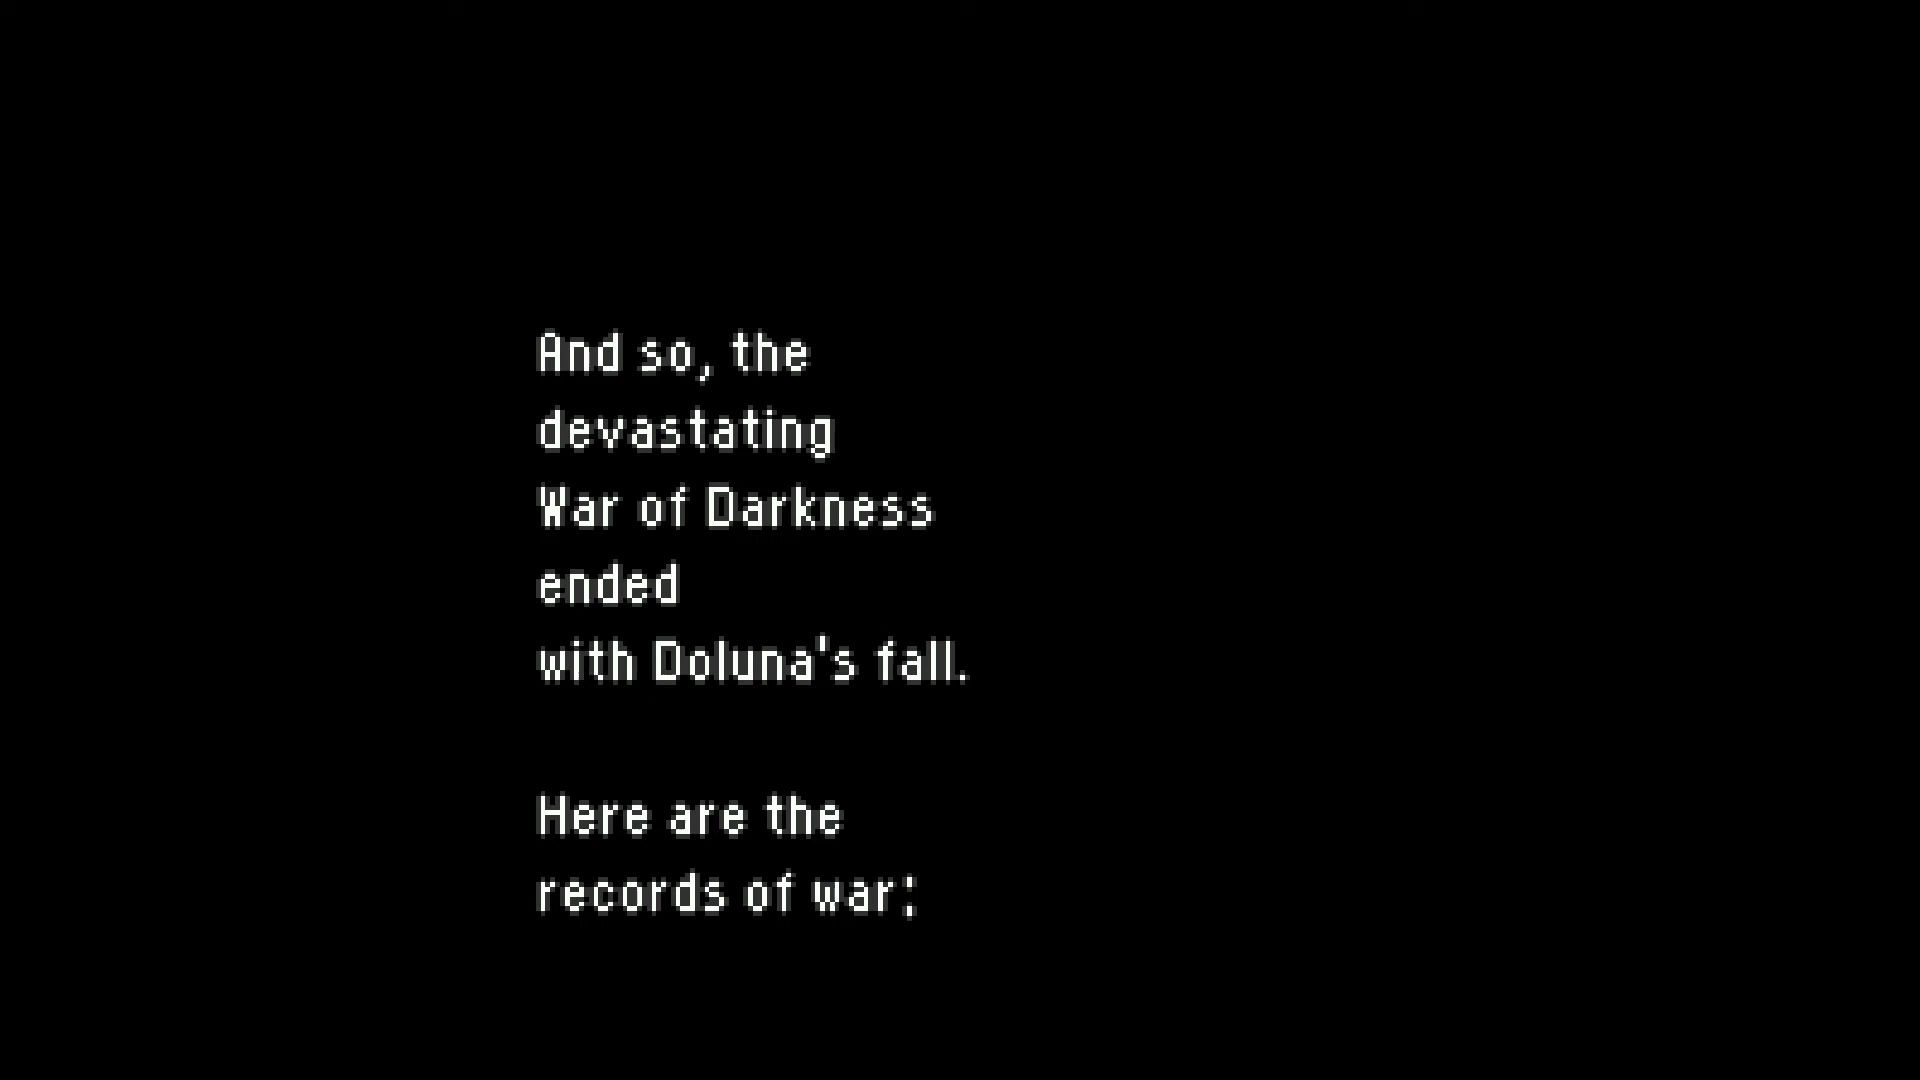 And so, the
devastating
War of Darkness
ended
with Doluna's fall.
Here are the
records of war: